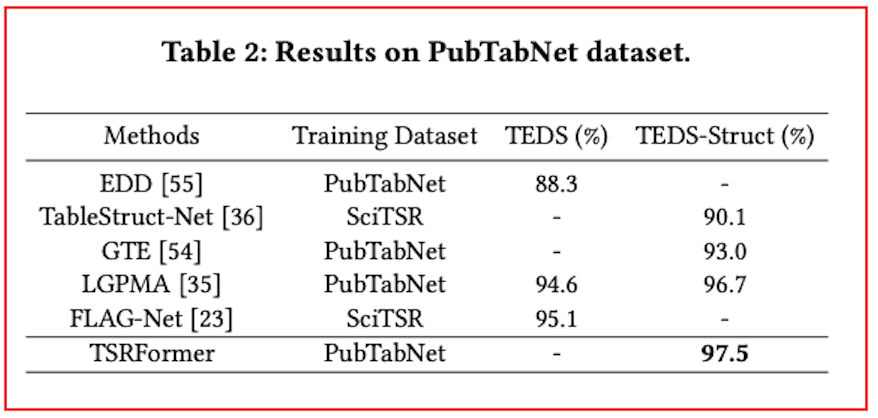 Table 2: Results on PubTabNet dataset.
Methods Training Dataset TEDS (%) TEDS-Struct (%)
EDD [55] PubTabNet 88.3 -
TableStruct-Net [36] SciTSR - 90.1
GTE [54] PubTabNet - 93.0
LGPMA [35] PubTabNet 94.6 96.7
FLAG-Net [23] SciTSR 95.1 -
TSRFormer PubTabNet - 97.5